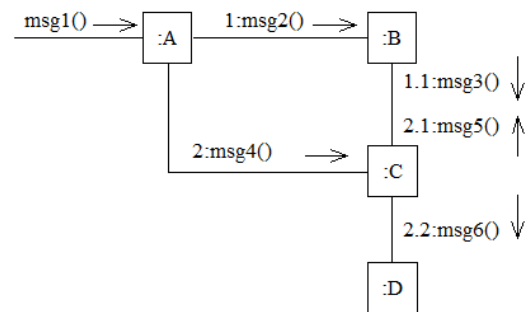 msg1()
:A
1:msg2()
:B
1.1:msg3()
2.1:msg5()
2:msg4()
:C
2.2:msg6()
:D